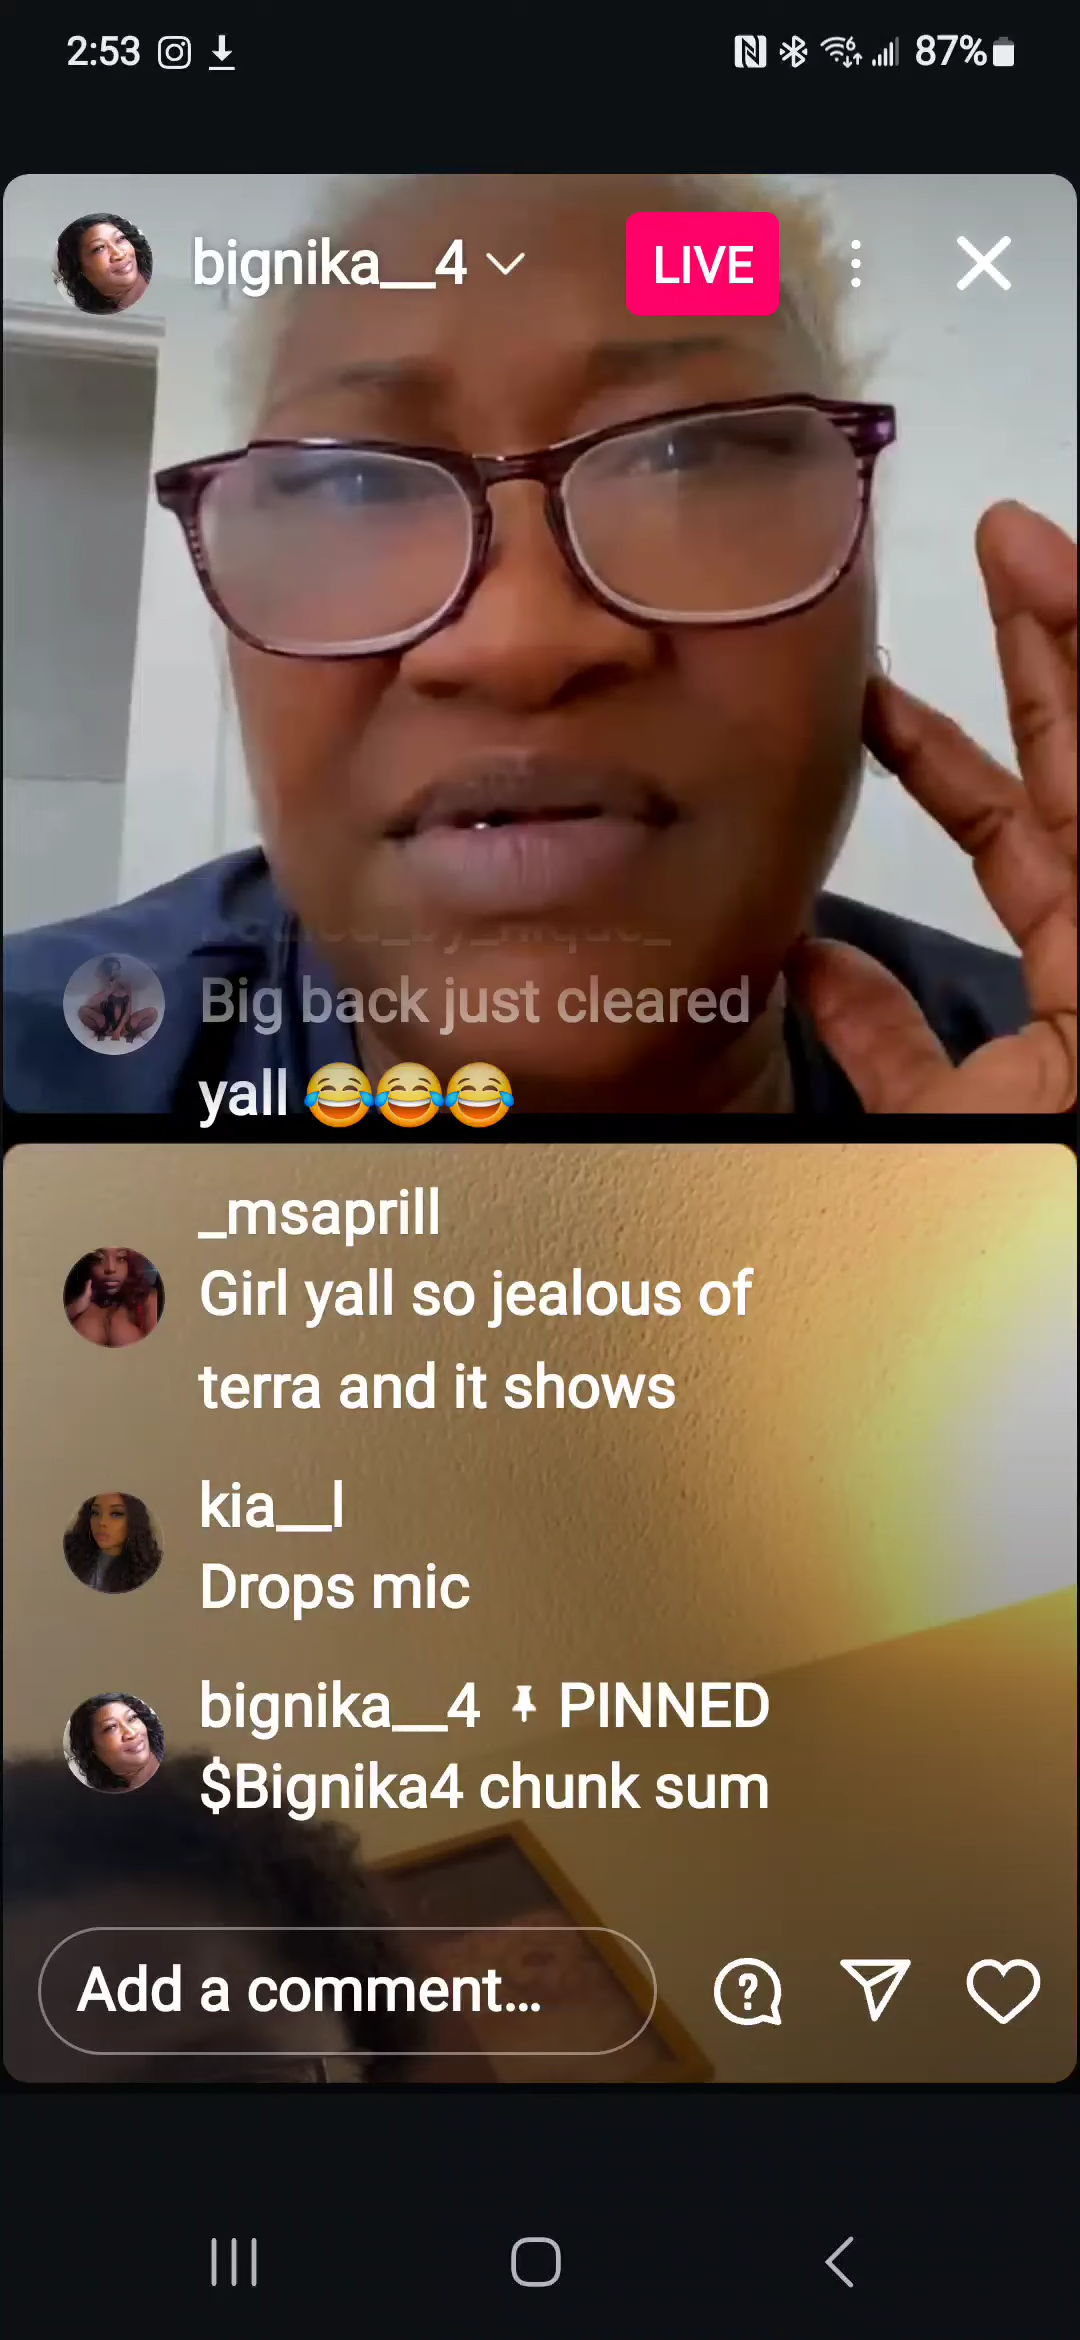 2:53
87%
bignika__4
LIVE
Big back just cleared
yall 😂😂😂
_msaprill
Girl yall so jealous of
terra and it shows
kia__l
Drops mic
bignika__4 PINNED
$Bignika4 chunk sum
Add a comment...